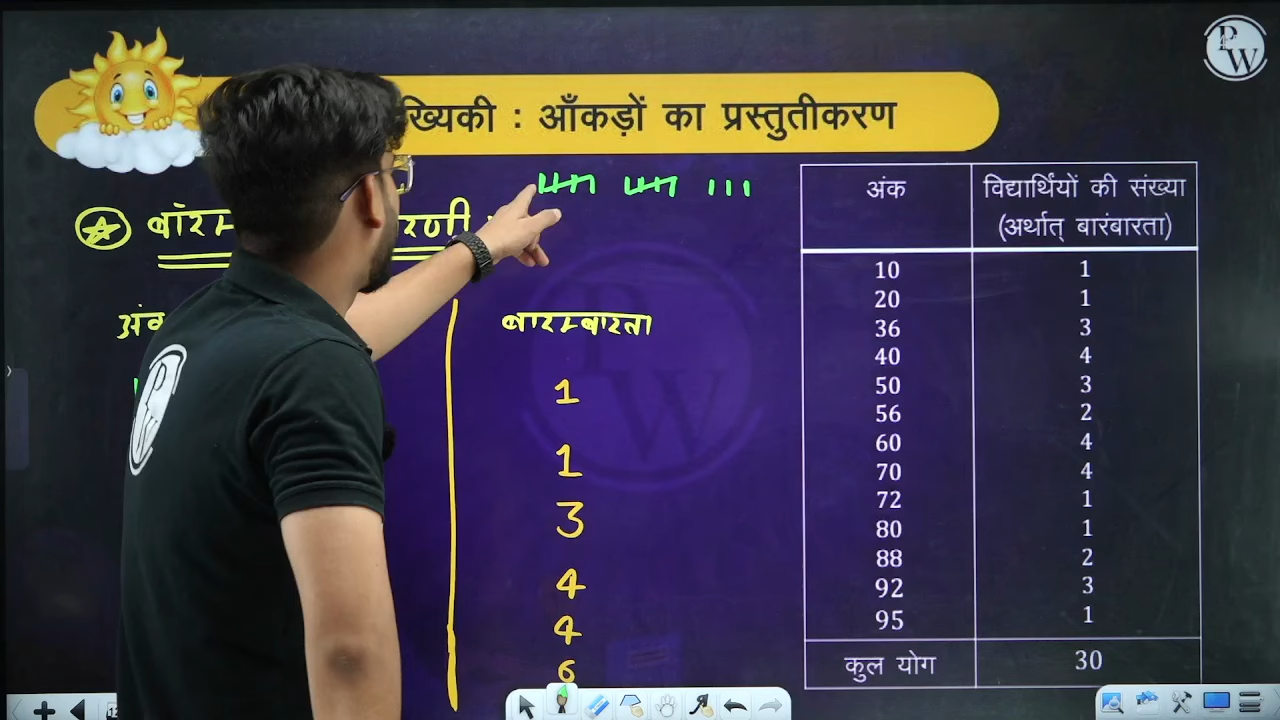 PW
ख्यिकी : आँकड़ों का प्रस्तुतीकरण
अंक विद्यार्थियों की संख्या (अर्थात् बारंबारता)
10 1
20 1
36 3
40 4
50 3
56 2
60 4
70 4
72 1
80 1
88 2
92 3
95 1
कुल योग 30
बारम्बारता
1
1
3
4
4
6
PW
PW